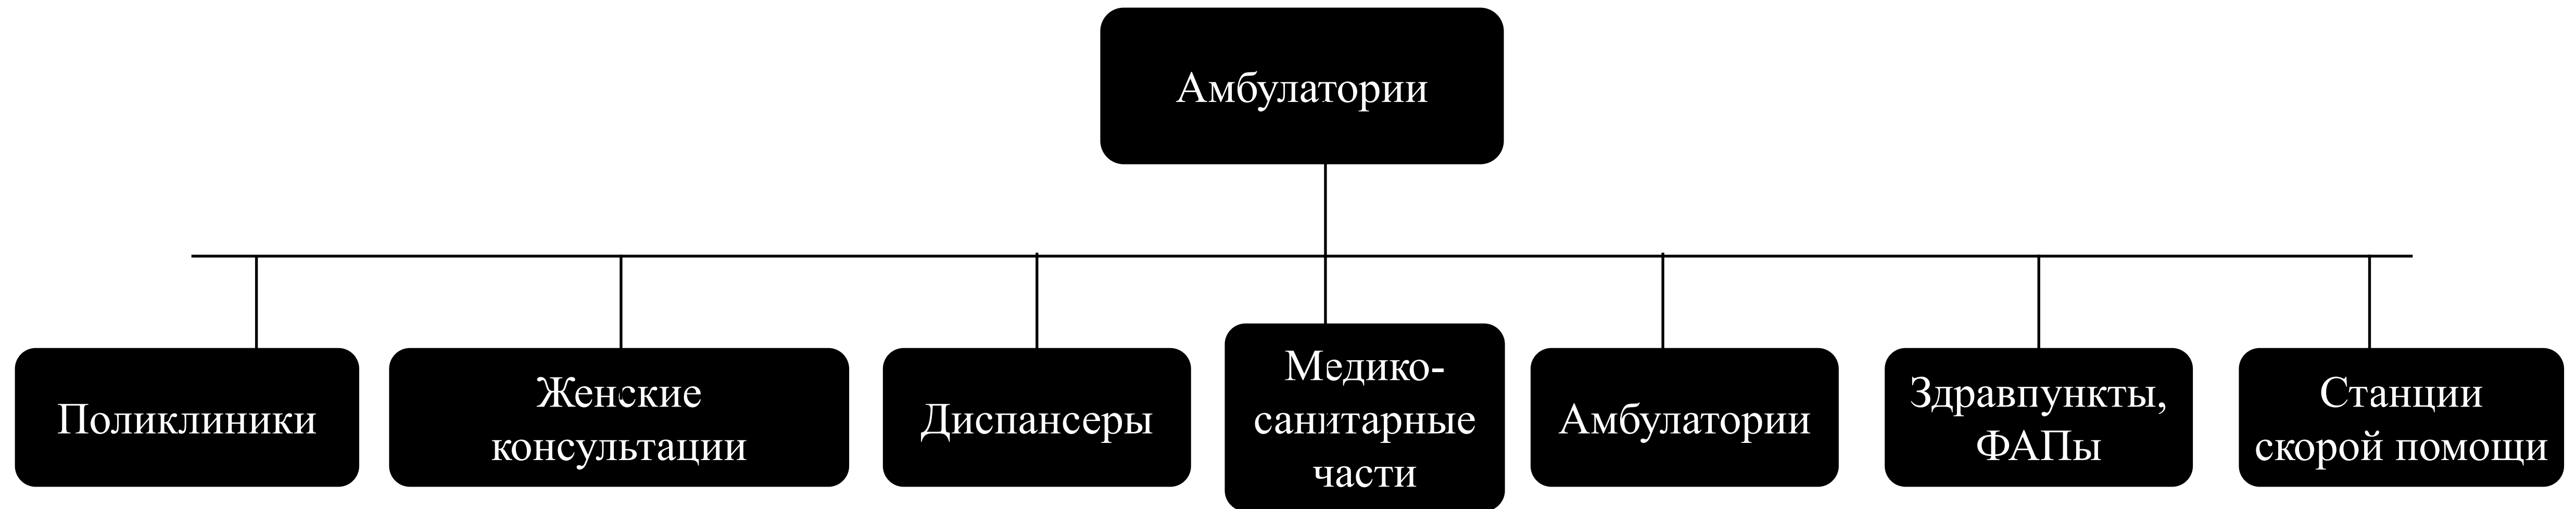 Амбулатории
Поликлиники
Женские
консультации
Диспансеры
Медико-
санитарные
части
Амбулатории
Здравпункты,
ФАПы
Станции
скорой помощи